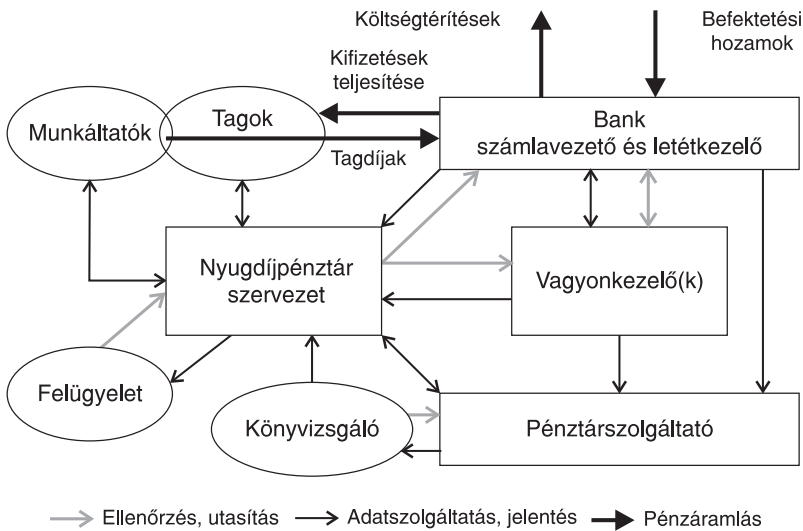 Költségtérítések
Befektetési
hozamok
Kifizetések
teljesítése
Munkáltatók
Tagok
Tagdíjak
Bank
számlavezető és letétkezelő
Nyugdíjpénztár
szervezet
Vagyonkezelő(k)
Felügyelet
Könyvizsgáló
Pénztárszolgáltató
Ellenőrzés, utasítás
Adatszolgáltatás, jelentés
Pénzáramlás